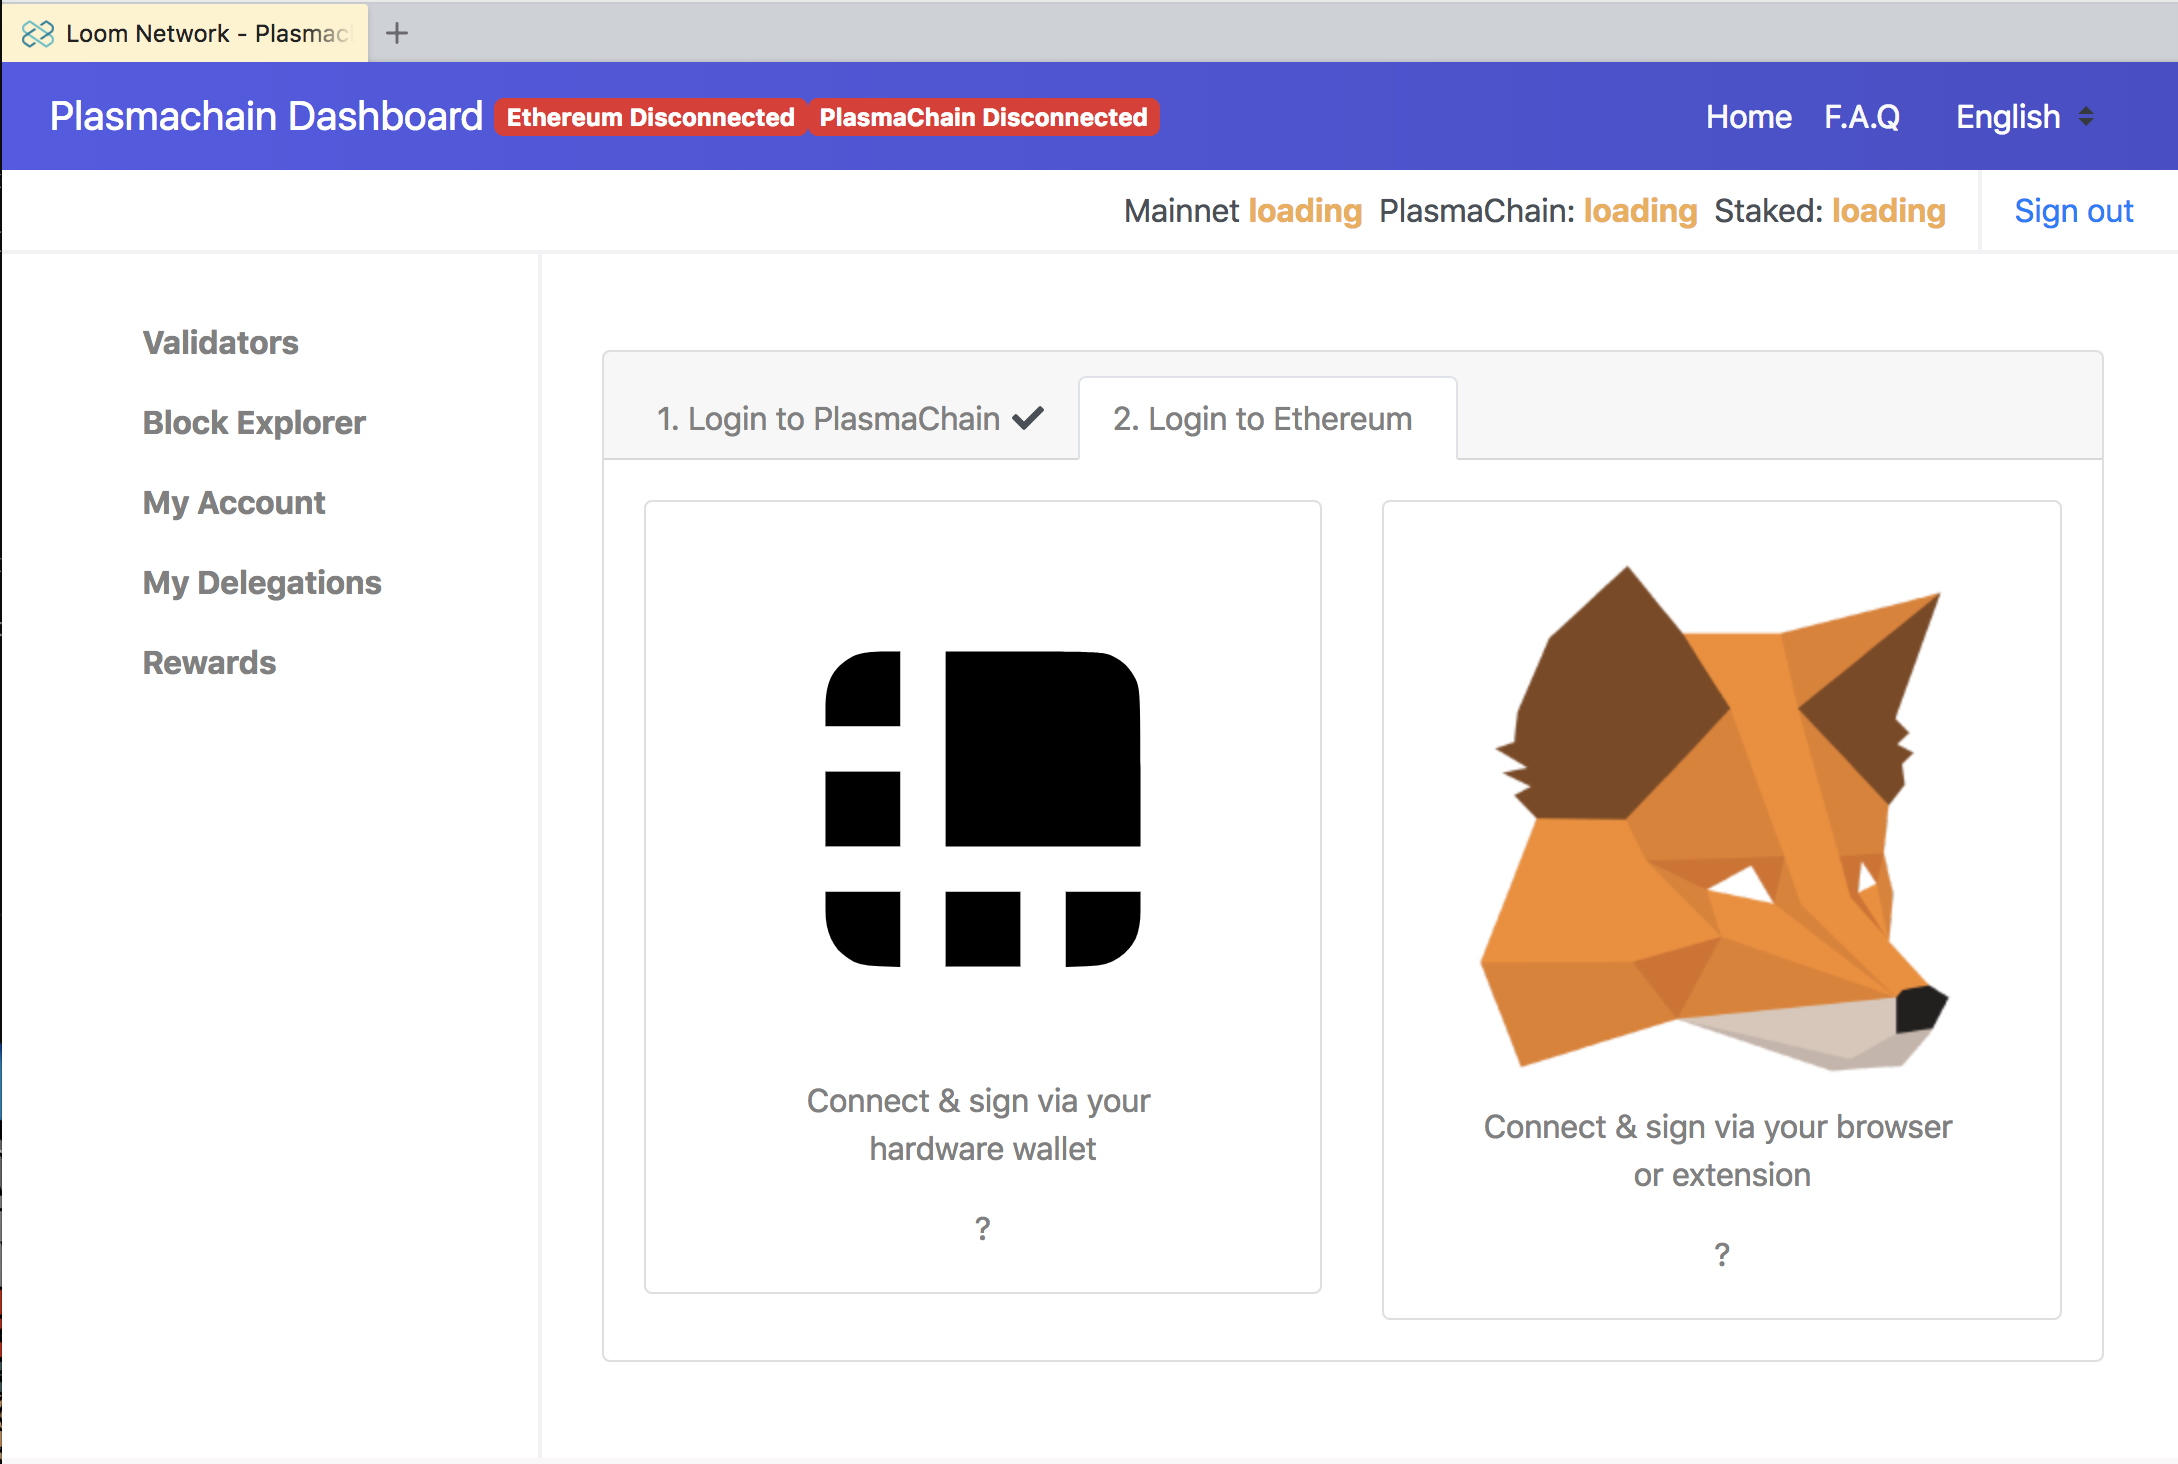 Loom Network - Plasmac
Plasmachain Dashboard Ethereum Disconnected PlasmaChain Disconnected Home F.A.Q English
Mainnet loading PlasmaChain: loading Staked: loading Sign out
Validators
Block Explorer
My Account
My Delegations
Rewards
1. Login to PlasmaChain 2. Login to Ethereum
Connect & sign via your
hardware wallet
?
Connect & sign via your browser
or extension
?